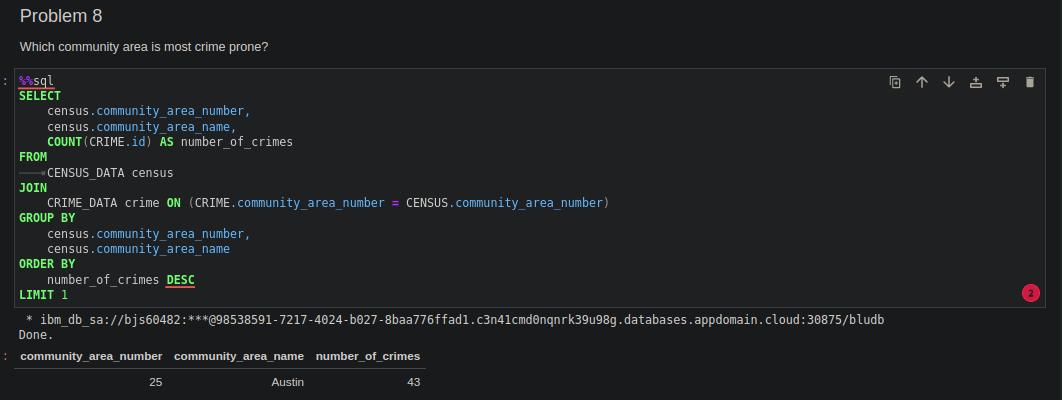 Problem 8
Which community area is most crime prone?
: %%sql
SELECT
census.community_area_number,
census.community_area_name,
COUNT(CRIME.id) AS number_of_crimes
FROM
CENSUS_DATA census
JOIN
CRIME_DATA crime ON (CRIME.community_area_number = CENSUS.community_area_number)
GROUP BY
census.community_area_number,
census.community_area_name
ORDER BY
number_of_crimes DESC
LIMIT 1
2
* ibm_db_sa://bjs60482:***@98538591-7217-4024-b027-8baa776ffad1.c3n41cmd0nqnrk39u98g.databases.appdomain.cloud:30875/bludb
Done.
: community_area_number community_area_name number_of_crimes
25 Austin 43